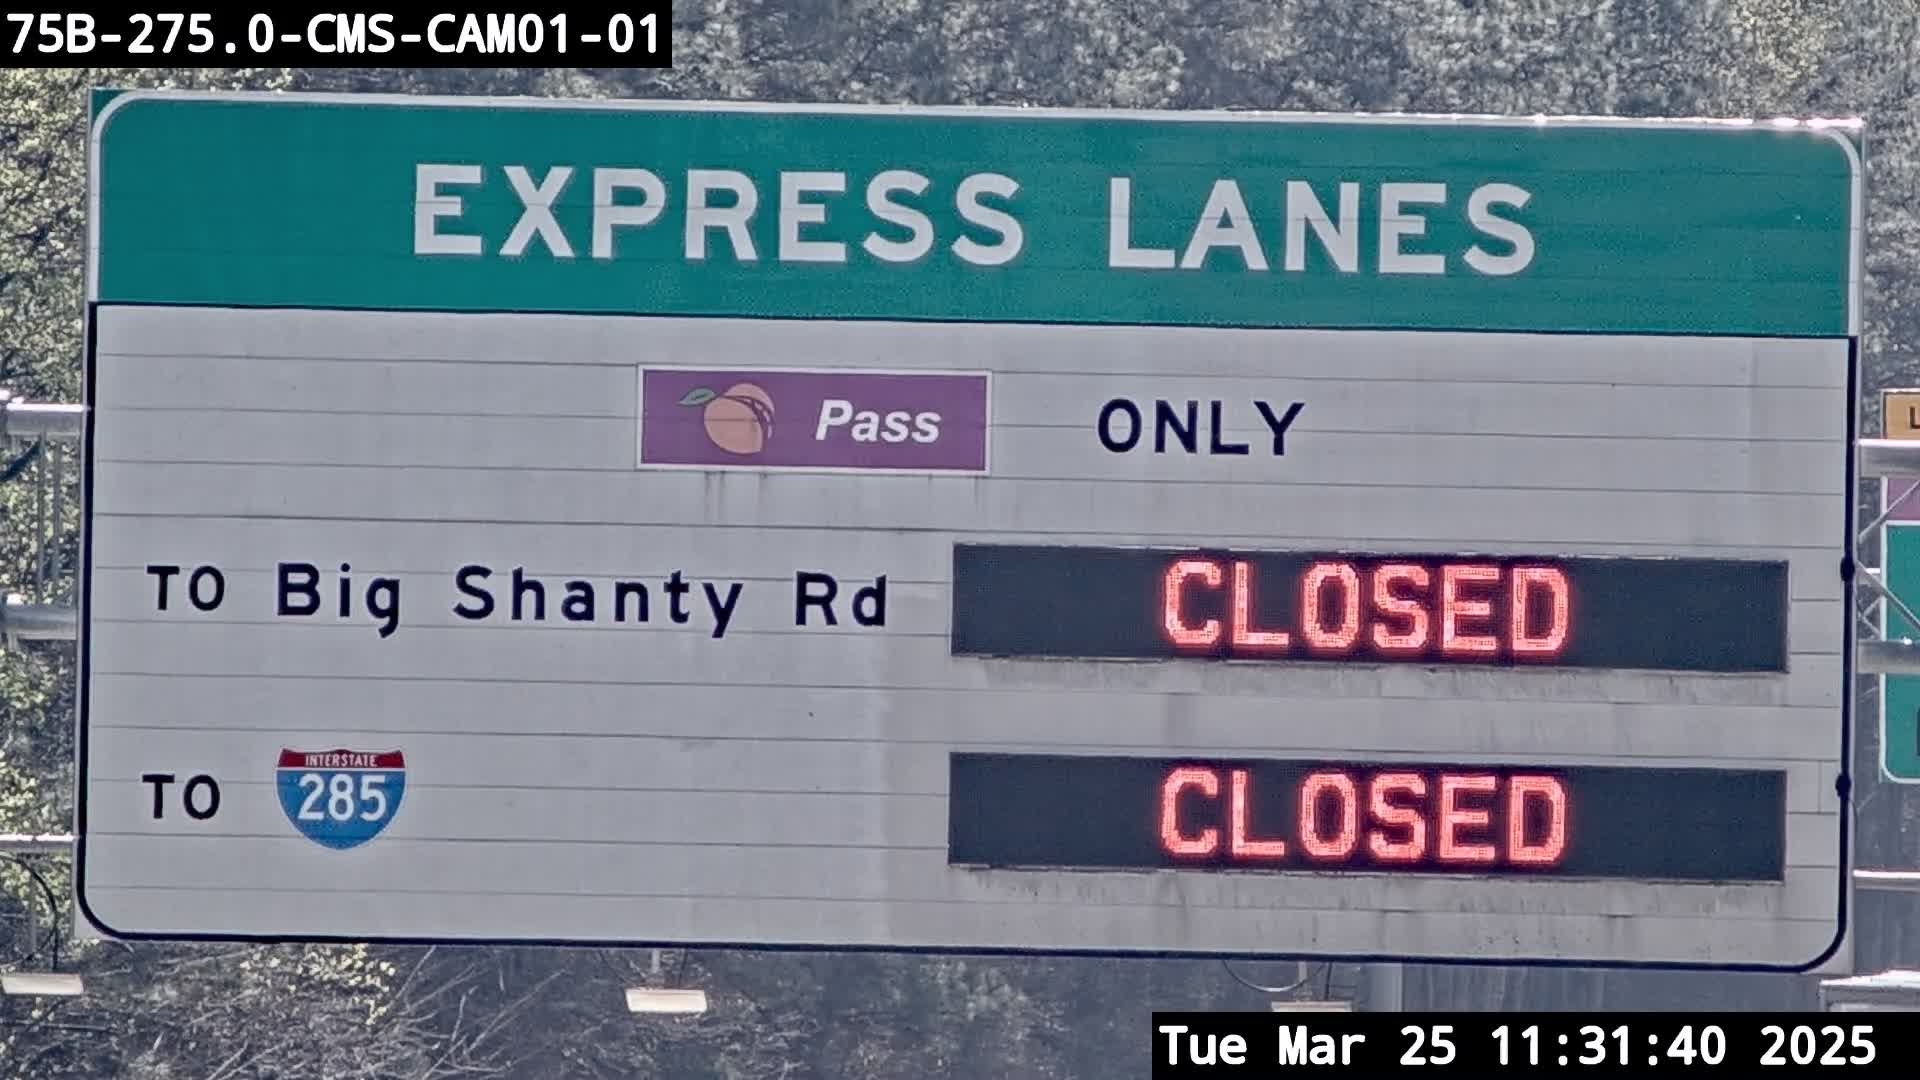 75B-275.0-CMS-CAM01-01
EXPRESS LANES
Pass ONLY
TO Big Shanty Rd CLOSED
TO INTERSTATE 285 CLOSED
Tue Mar 25 11:31:40 2025